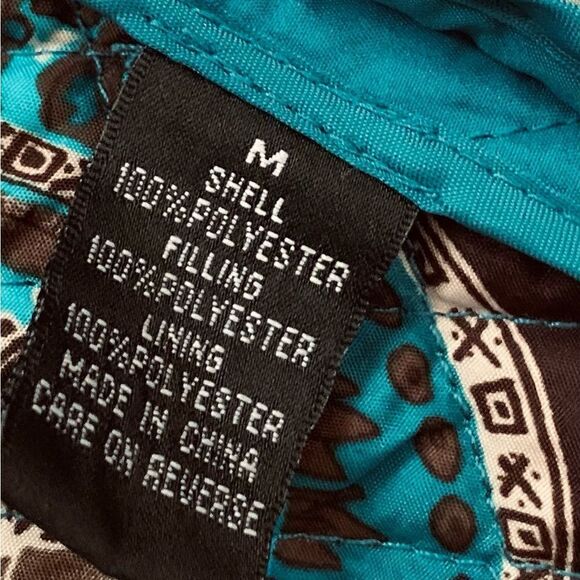 M
SHELL
100%POLYESTER
FILLING
100%POLYESTER
LINING
100%POLYESTER
MADE IN CHINA
CARE ON REVERSE